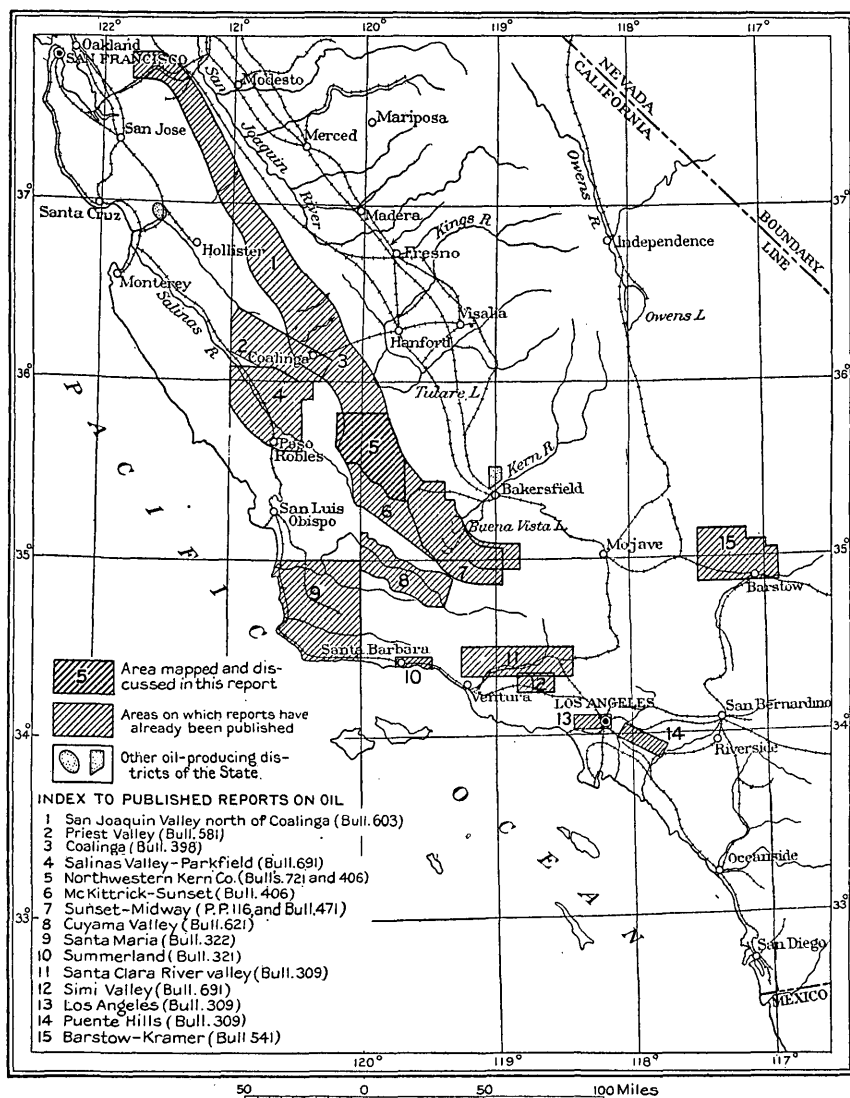 122°
121°
120°
119°
118°
117°
Oakland
SAN FRANCISCO
San Jose
Modesto
San Joaquin River
Merced
Mariposa
NEVADA
CALIFORNIA
BOUNDARY LINE
37°
37°
Santa Cruz
Hollister
Madera
Kings R
Fresno
Owens R
Independence
Monterey
Salinas R
1
Visalia
Hanford
Owens L
2
Coalinga
3
36°
36°
4
Tulare L
Paso Robles
5
Kern R
Bakersfield
6
San Luis Obispo
Buena Vista L
Mojave
15
35°
35°
7
Barstow
8
9
Santa Barbara
10
11
12
Ventura
LOS ANGELES
13
14
San Bernardino
Riverside
34°
34°
Oceanside
33°
33°
San Diego
MEXICO
PACIFIC OCEAN
5 Area mapped and dis-
cussed in this report
Areas on which reports have
already been published
Other oil-producing dis-
tricts of the State.
INDEX TO PUBLISHED REPORTS ON OIL
1 San Joaquin Valley north of Coalinga (Bull. 603)
2 Priest Valley (Bull. 581)
3 Coalinga (Bull. 398)
4 Salinas Valley-Parkfield (Bull. 691)
5 Northwestern Kern Co. (Bull's. 721 and 406)
6 McKittrick-Sunset (Bull. 406)
7 Sunset-Midway (P.P. 116, and Bull. 471)
8 Cuyama Valley (Bull. 621)
9 Santa Maria (Bull. 322)
10 Summerland (Bull. 321)
11 Santa Clara River valley (Bull. 309)
12 Simi Valley (Bull. 691)
13 Los Angeles (Bull. 309)
14 Puente Hills (Bull. 309)
15 Barstow-Kramer (Bull 541)
120°
119°
118°
117°
50 0 50 100 Miles